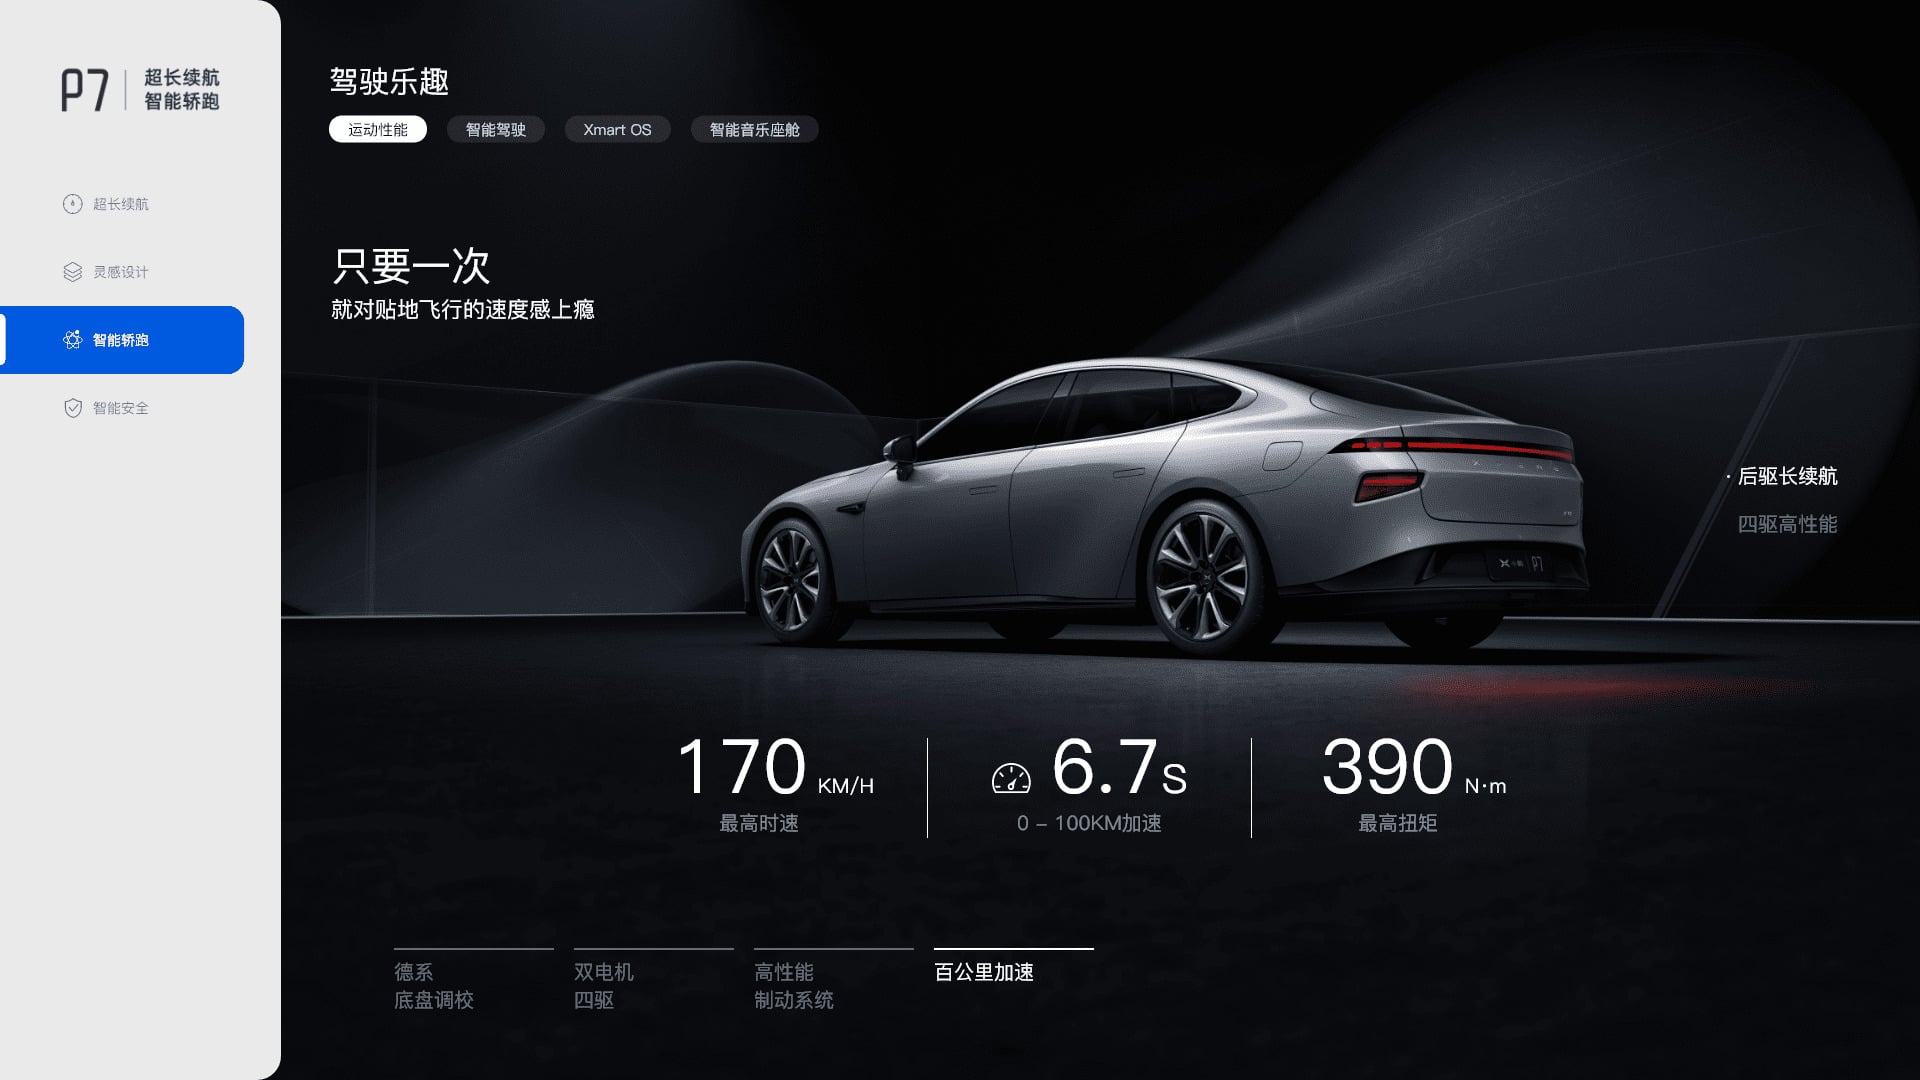 P7
超长续航
智能轿跑
超长续航
灵感设计
智能轿跑
智能安全
驾驶乐趣
运动性能
智能驾驶
Xmart OS
智能音乐座舱
只要一次
就对贴地飞行的速度感上瘾
· 后驱长续航
四驱高性能
P7
170 KM/H
最高时速
6.7S
0 – 100KM加速
390 N·m
最高扭矩
德系
底盘调校
双电机
四驱
高性能
制动系统
百公里加速